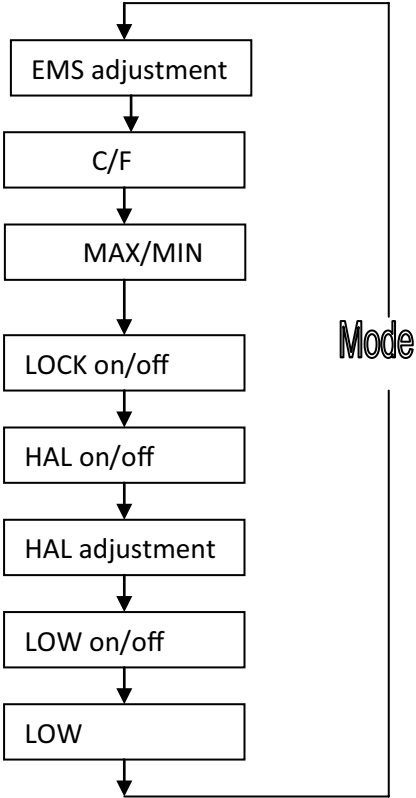 EMS adjustment
C/F
MAX/MIN
Mode
LOCK on/off
HAL on/off
HAL adjustment
LOW on/off
LOW